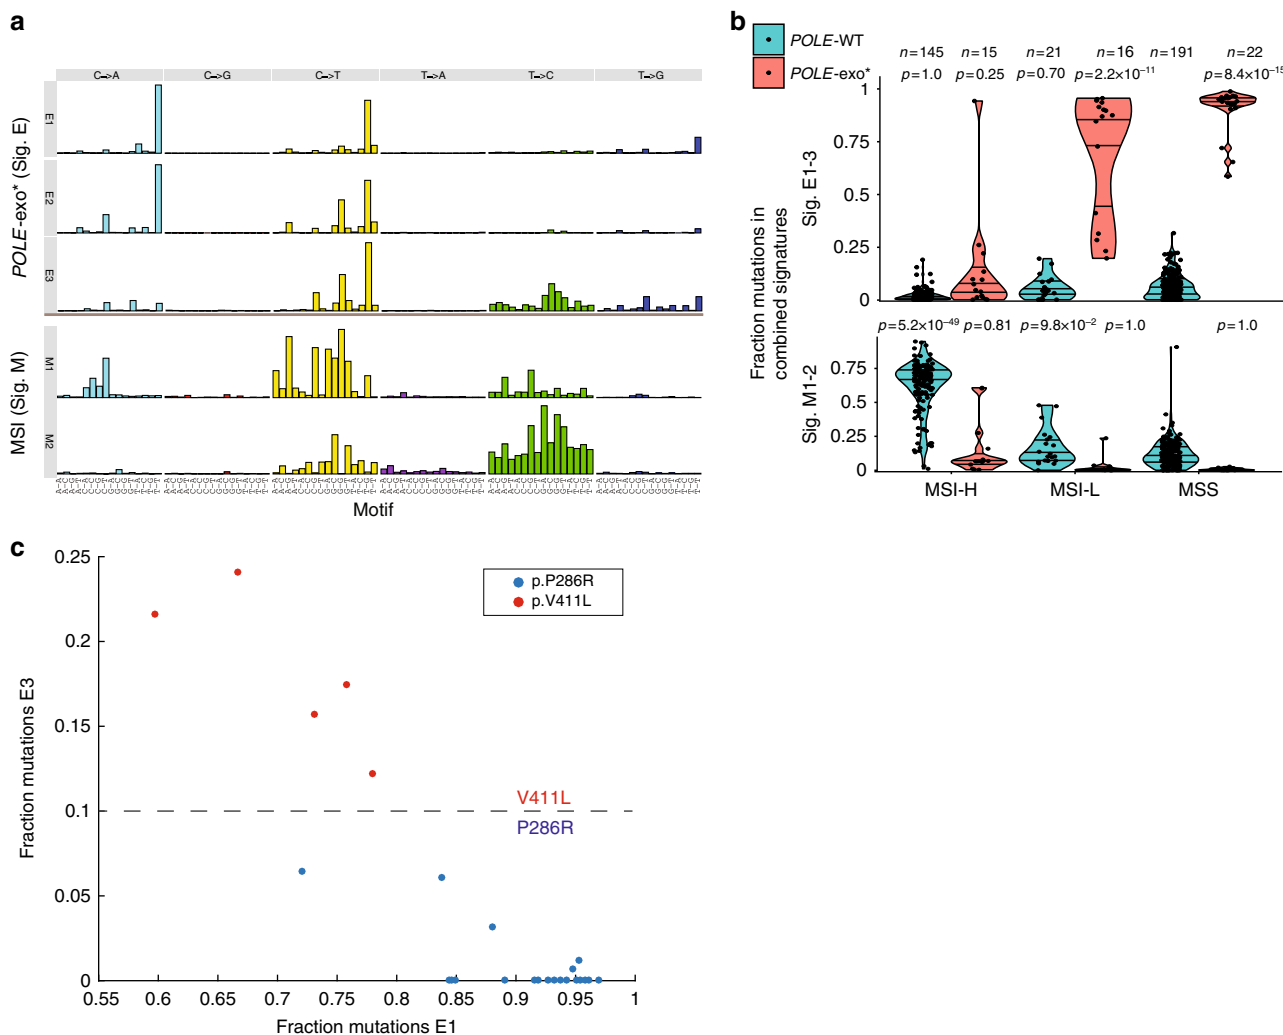 a
C->A C->G C->T T->A T->C T->G
POLE-exo* (Sig. E)
E1
E2
E3
MSI (Sig. M)
M1
M2
Motif
b
POLE-WT
POLE-exo*
n=145 n=15 n=21 n=16 n=191 n=22
p=1.0 p=0.25 p=0.70 p=2.2×10⁻¹¹ p=8.4×10⁻¹⁵
Fraction mutations in
combined signatures
Sig. E1-3
1
0.75
0.5
0.25
0
p=5.2×10⁻⁴⁹ p=0.81 p=9.8×10⁻² p=1.0 p=1.0
Sig. M1-2
0.75
0.5
0.25
0
MSI-H MSI-L MSS
c
Fraction mutations E3
0.25
0.2
0.15
0.1
0.05
0
p.P286R
p.V411L
V411L
P286R
0.55 0.6 0.65 0.7 0.75 0.8 0.85 0.9 0.95 1
Fraction mutations E1